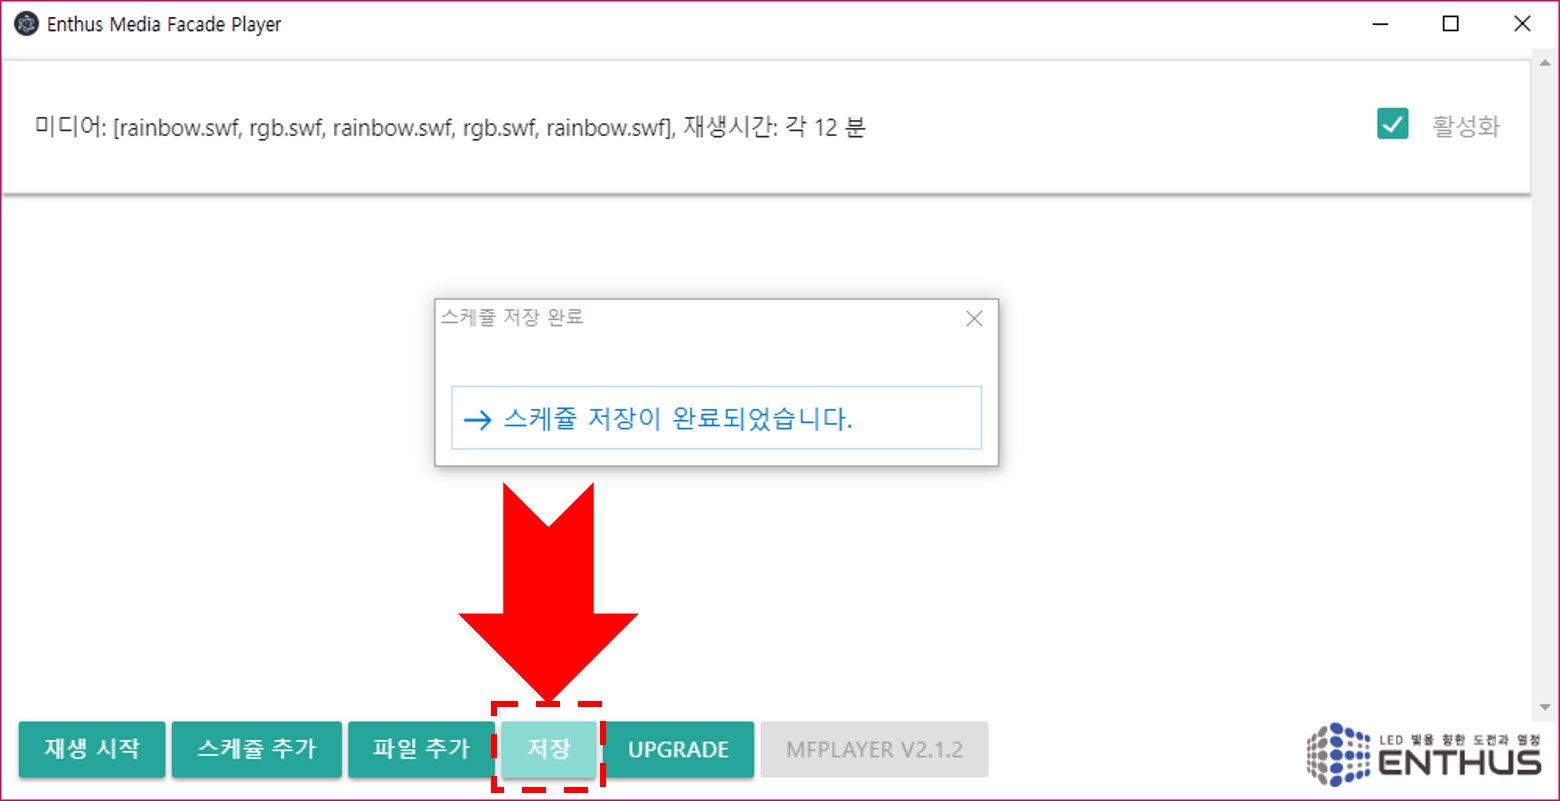 Enthus Media Facade Player
미디어: [rainbow.swf, rgb.swf, rainbow.swf, rgb.swf, rainbow.swf], 재생시간: 각 12 분
활성화
스케쥴 저장 완료
→ 스케쥴 저장이 완료되었습니다.
재생 시작
스케쥴 추가
파일 추가
저장
UPGRADE
MFPLAYER V2.1.2
LED 빛을 향한 도전과 열정
ENTHUS